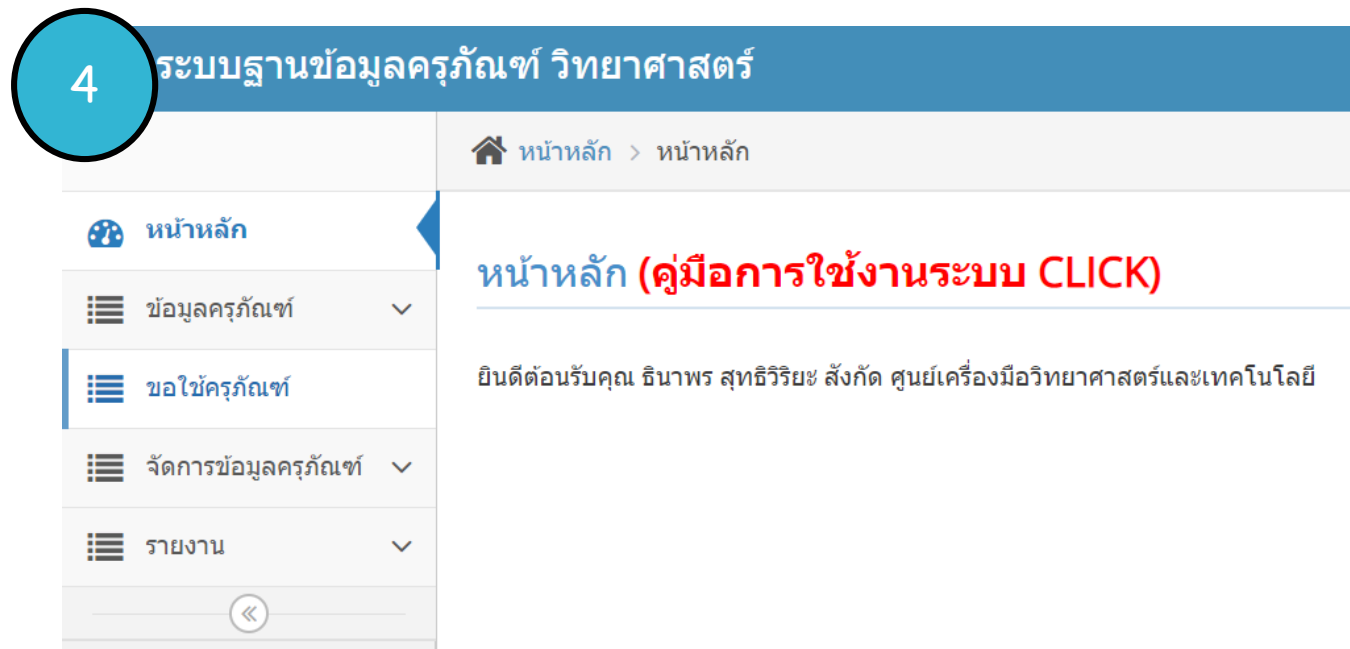 4
ระบบฐานข้อมูลครุภัณฑ์ วิทยาศาสตร์
หน้าหลัก > หน้าหลัก
หน้าหลัก
ข้อมูลครุภัณฑ์
ขอใช้ครุภัณฑ์
จัดการข้อมูลครุภัณฑ์
รายงาน
หน้าหลัก (คู่มือการใช้งานระบบ CLICK)
ยินดีต้อนรับคุณ ธินาพร สุทธิวิริยะ สังกัด ศูนย์เครื่องมือวิทยาศาสตร์และเทคโนโลยี